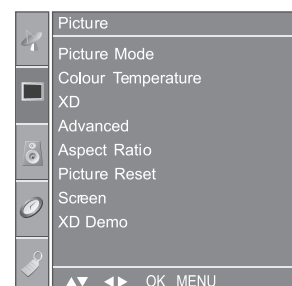 Picture
Picture Mode
Colour Temperature
XD
Advanced
Aspect Ratio
Picture Reset
Screen
XD Demo
▲▼ ◄► OK MENU